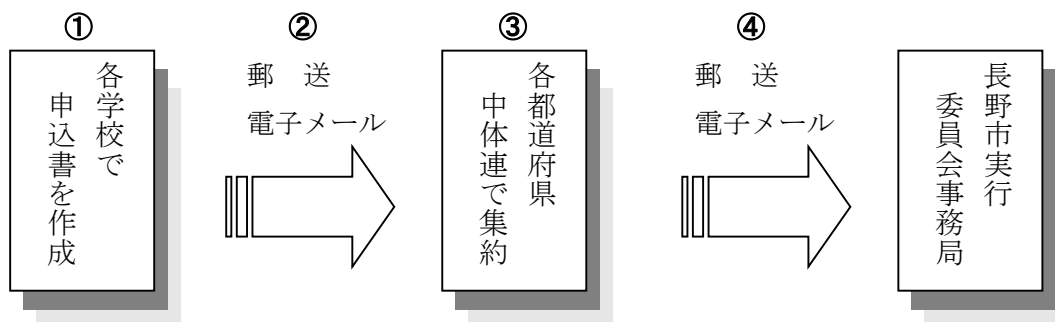 ①
各学校で
申込書を作成
②
郵　送
電子メール
③
各都道府県
中体連で集約
④
郵　送
電子メール
長野市実行
委員会事務局